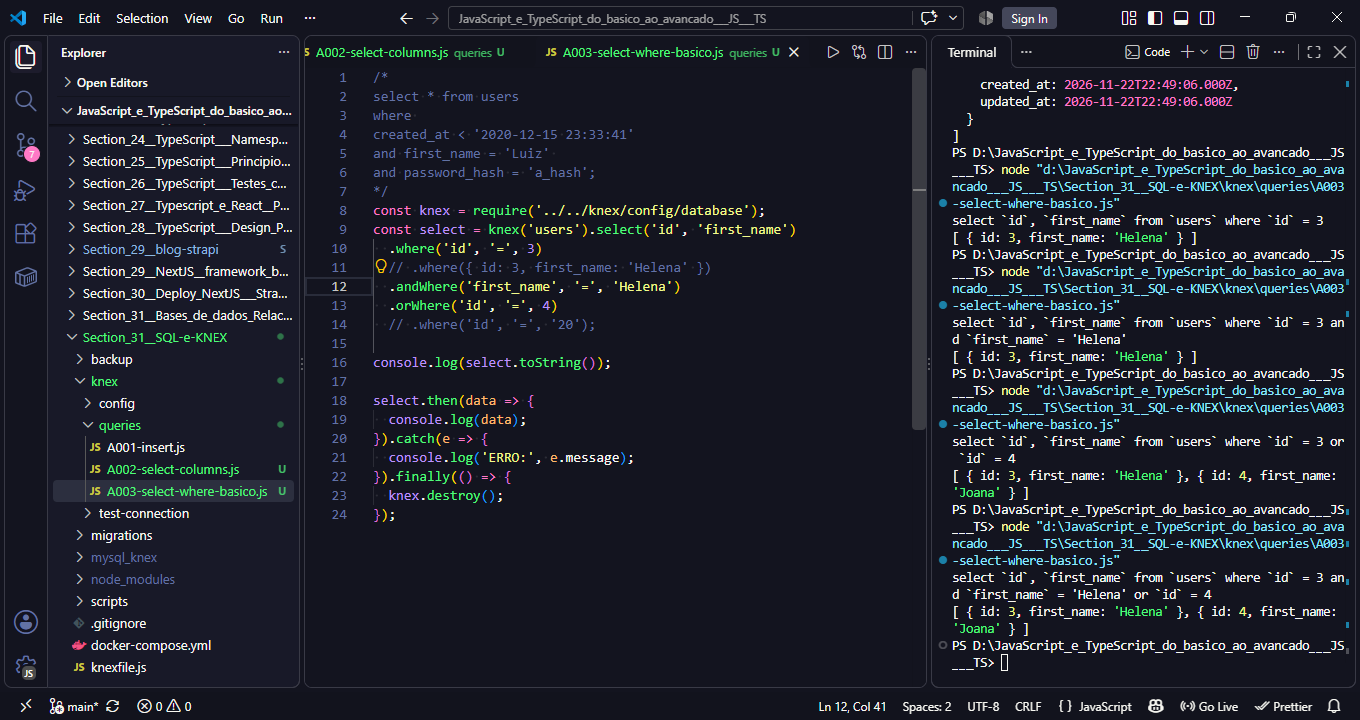 File Edit Selection View Go Run ···
JavaScript_e_TypeScript_do_basico_ao_avancado___JS___TS
Sign In
Explorer
Open Editors
JavaScript_e_TypeScript_do_basico_ao...
Section_24__TypeScript___Namesp...
Section_25__TypeScript___Principio...
Section_26__TypeScript___Testes_c...
Section_27__Typescript_e_React__P...
Section_28__TypeScript___Design_P...
Section_29__blog-strapi S
Section_29__NextJS__framework_b...
Section_30__Deploy_NextJS___Stra...
Section_31__Bases_de_dados_Relac...
Section_31__SQL-e-KNEX
backup
knex
config
queries
JS A001-insert.js
JS A002-select-columns.js U
JS A003-select-where-basico.js U
test-connection
migrations
mysql_knex
node_modules
scripts
.gitignore
docker-compose.yml
JS knexfile.js
7
JS
A002-select-columns.js queries U
JS A003-select-where-basico.js queries U
1 /*
2 select * from users
3 where
4 created_at < '2020-12-15 23:33:41'
5 and first_name = 'Luiz'
6 and password_hash = 'a_hash';
7 */
8 const knex = require('../../knex/config/database');
9 const select = knex('users').select('id', 'first_name')
10 .where('id', '=', 3)
11 // .where({ id: 3, first_name: 'Helena' })
12 .andWhere('first_name', '=', 'Helena')
13 .orWhere('id', '=', 4)
14 // .where('id', '=', '20');
15
16 console.log(select.toString());
17
18 select.then(data => {
19 console.log(data);
20 }).catch(e => {
21 console.log('ERRO:', e.message);
22 }).finally(() => {
23 knex.destroy();
24 });
Terminal ··· Code
created_at: 2026-11-22T22:49:06.000Z,
updated_at: 2026-11-22T22:49:06.000Z
}
]
PS D:\JavaScript_e_TypeScript_do_basico_ao_avancado___JS
___TS> node "d:\JavaScript_e_TypeScript_do_basico_ao_ava
ncado___JS___TS\Section_31__SQL-e-KNEX\knex\queries\A003
-select-where-basico.js"
select `id`, `first_name` from `users` where `id` = 3
[ { id: 3, first_name: 'Helena' } ]
PS D:\JavaScript_e_TypeScript_do_basico_ao_avancado___JS
___TS> node "d:\JavaScript_e_TypeScript_do_basico_ao_ava
ncado___JS___TS\Section_31__SQL-e-KNEX\knex\queries\A003
-select-where-basico.js"
select `id`, `first_name` from `users` where `id` = 3 an
d `first_name` = 'Helena'
[ { id: 3, first_name: 'Helena' } ]
PS D:\JavaScript_e_TypeScript_do_basico_ao_avancado___JS
___TS> node "d:\JavaScript_e_TypeScript_do_basico_ao_ava
ncado___JS___TS\Section_31__SQL-e-KNEX\knex\queries\A003
-select-where-basico.js"
select `id`, `first_name` from `users` where `id` = 3 or
`id` = 4
[ { id: 3, first_name: 'Helena' }, { id: 4, first_name:
'Joana' } ]
PS D:\JavaScript_e_TypeScript_do_basico_ao_avancado___JS
___TS> node "d:\JavaScript_e_TypeScript_do_basico_ao_ava
ncado___JS___TS\Section_31__SQL-e-KNEX\knex\queries\A003
-select-where-basico.js"
select `id`, `first_name` from `users` where `id` = 3 an
d `first_name` = 'Helena' or `id` = 4
[ { id: 3, first_name: 'Helena' }, { id: 4, first_name:
'Joana' } ]
PS D:\JavaScript_e_TypeScript_do_basico_ao_avancado___JS
___TS>
main* 0 0 Ln 12, Col 41 Spaces: 2 UTF-8 CRLF { } JavaScript Go Live Prettier